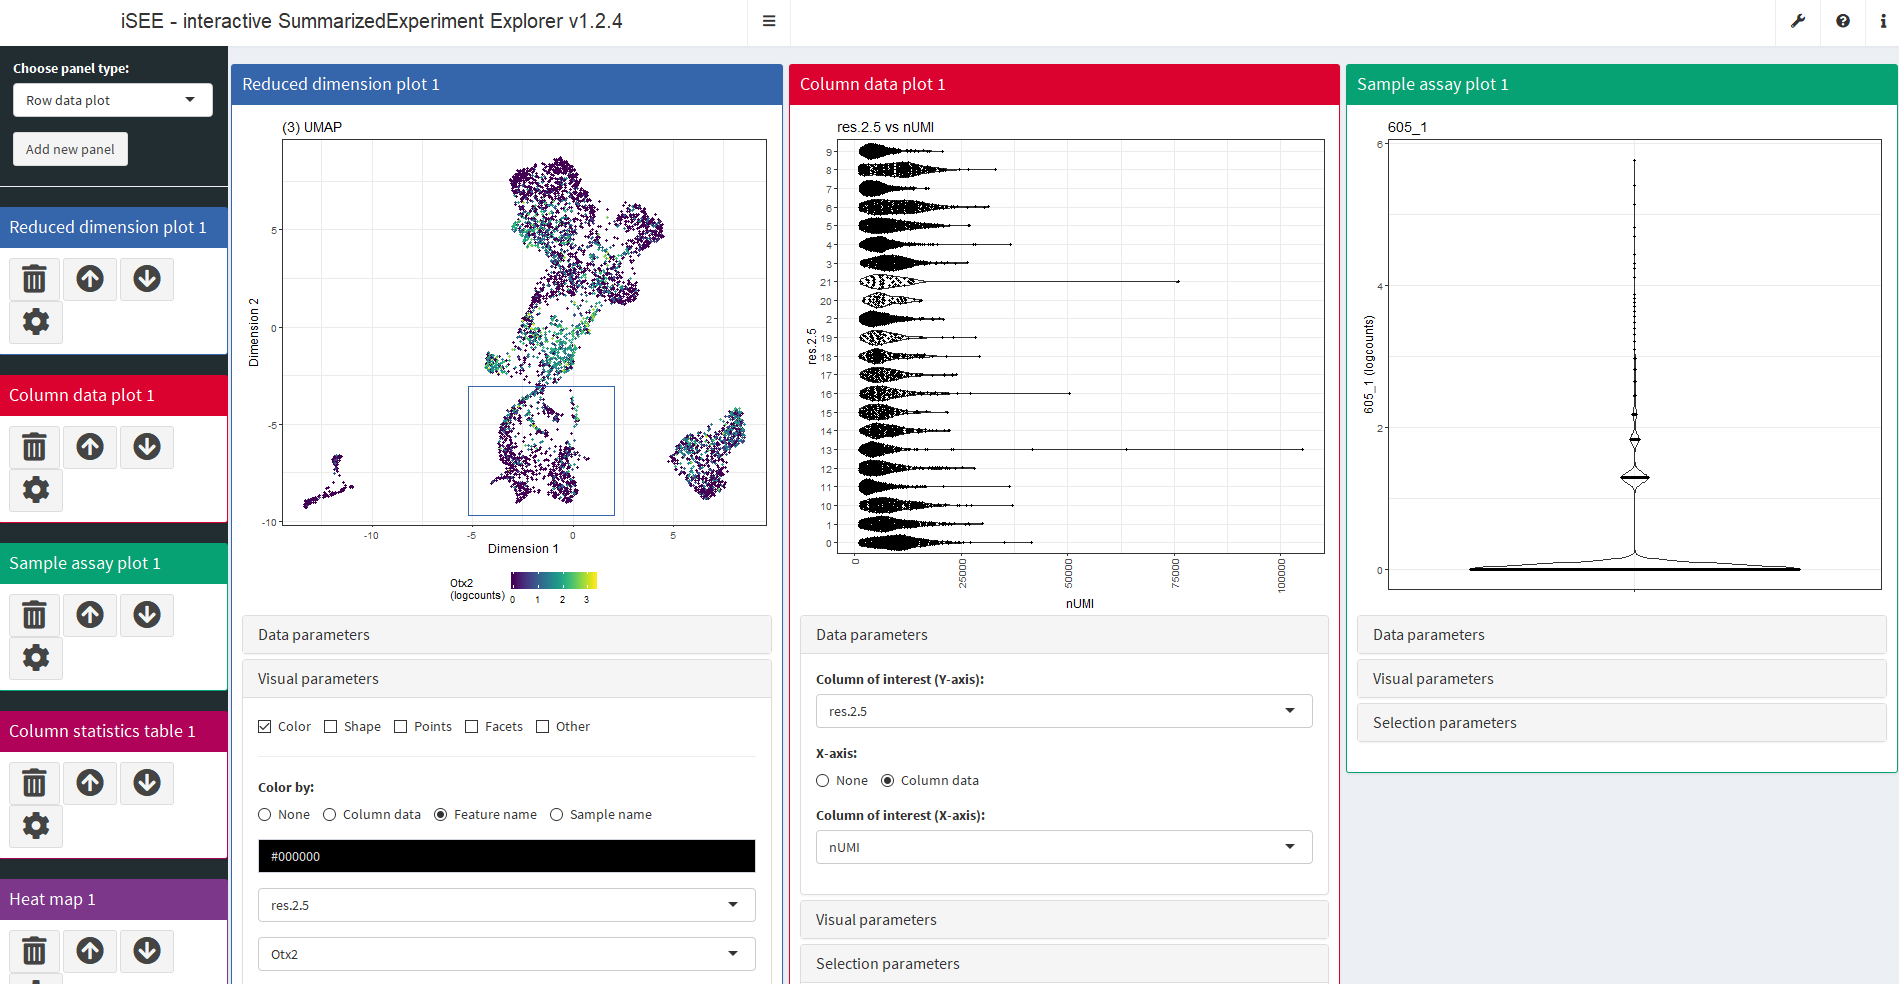 iSEE - interactive SummarizedExperiment Explorer v1.2.4
Choose panel type:
Row data plot
Add new panel
Reduced dimension plot 1
Column data plot 1
Sample assay plot 1
Column statistics table 1
Heat map 1
Reduced dimension plot 1
(3) UMAP
Dimension 2
5
0
-5
-10
-10
-5
0
5
Dimension 1
Otx2
(logcounts)
0
1
2
3
Data parameters
Visual parameters
Color
Shape
Points
Facets
Other
Color by:
None
Column data
Feature name
Sample name
#000000
res.2.5
Otx2
Column data plot 1
res.2.5 vs nUMI
res.2.5
9
8
7
6
5
4
3
21
20
2
19
18
17
16
15
14
13
12
11
10
1
0
0
25000
50000
75000
100000
nUMI
Data parameters
Column of interest (Y-axis):
res.2.5
X-axis:
None
Column data
Column of interest (X-axis):
nUMI
Visual parameters
Selection parameters
Sample assay plot 1
605_1
605_1 (logcounts)
6
4
2
0
Data parameters
Visual parameters
Selection parameters